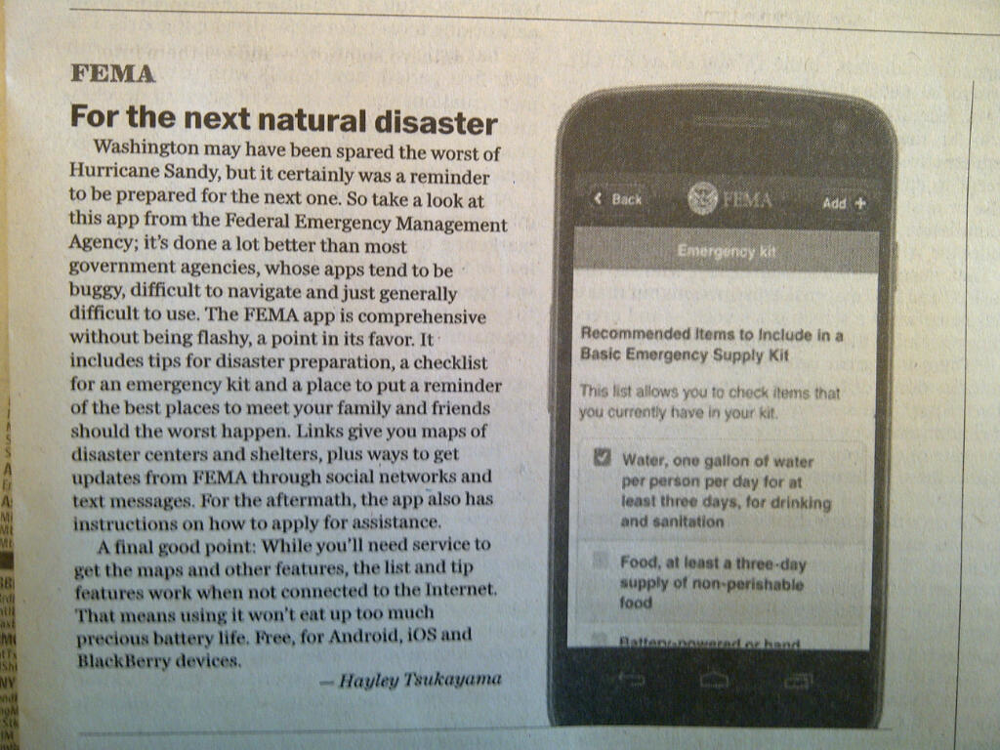 FEMA
For the next natural disaster
Washington may have been spared the worst of
Hurricane Sandy, but it certainly was a reminder
to be prepared for the next one. So take a look at
this app from the Federal Emergency Management
Agency; it's done a lot better than most
government agencies, whose apps tend to be
buggy, difficult to navigate and just generally
difficult to use. The FEMA app is comprehensive
without being flashy, a point in its favor. It
includes tips for disaster preparation, a checklist
for an emergency kit and a place to put a reminder
of the best places to meet your family and friends
should the worst happen. Links give you maps of
disaster centers and shelters, plus ways to get
updates from FEMA through social networks and
text messages. For the aftermath, the app also has
instructions on how to apply for assistance.
A final good point: While you'll need service to
get the maps and other features, the list and tip
features work when not connected to the Internet.
That means using it won't eat up too much
precious battery life. Free, for Android, iOS and
BlackBerry devices.
— Hayley Tsukayama
Back
FEMA
Add +
Emergency kit
Recommended Items to Include in a
Basic Emergency Supply Kit
This list allows you to check items that
you currently have in your kit.
Water, one gallon of water
per person per day for at
least three days, for drinking
and sanitation
Food, at least a three-day
supply of non-perishable
food
Battery-powered or hand